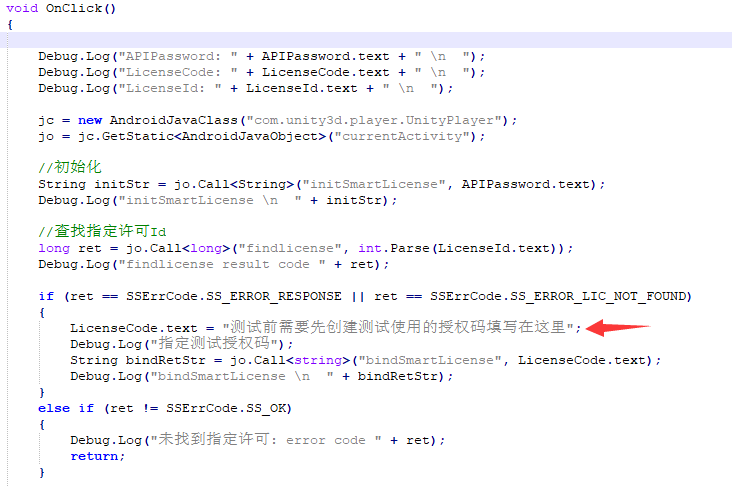 void OnClick()
{
Debug.Log("APIPassword: " + APIPassword.text + " \n  ");
Debug.Log("LicenseCode: " + LicenseCode.text + " \n  ");
Debug.Log("LicenseId: " + LicenseId.text + " \n  ");
jc = new AndroidJavaClass("com.unity3d.player.UnityPlayer");
jo = jc.GetStatic<AndroidJavaObject>("currentActivity");
//初始化
String initStr = jo.Call<String>("initSmartLicense", APIPassword.text);
Debug.Log("initSmartLicense \n  " + initStr);
//查找指定许可Id
long ret = jo.Call<long>("findlicense", int.Parse(LicenseId.text));
Debug.Log("findlicense result code " + ret);
if (ret == SSErrCode.SS_ERROR_RESPONSE || ret == SSErrCode.SS_ERROR_LIC_NOT_FOUND)
{
LicenseCode.text = "测试前需要先创建测试使用的授权码填写在这里";
Debug.Log("指定测试授权码");
String bindRetStr = jo.Call<string>("bindSmartLicense", LicenseCode.text);
Debug.Log("bindSmartLicense \n  " + bindRetStr);
}
else if (ret != SSErrCode.SS_OK)
{
Debug.Log("未找到指定许可: error code " + ret);
return;
}